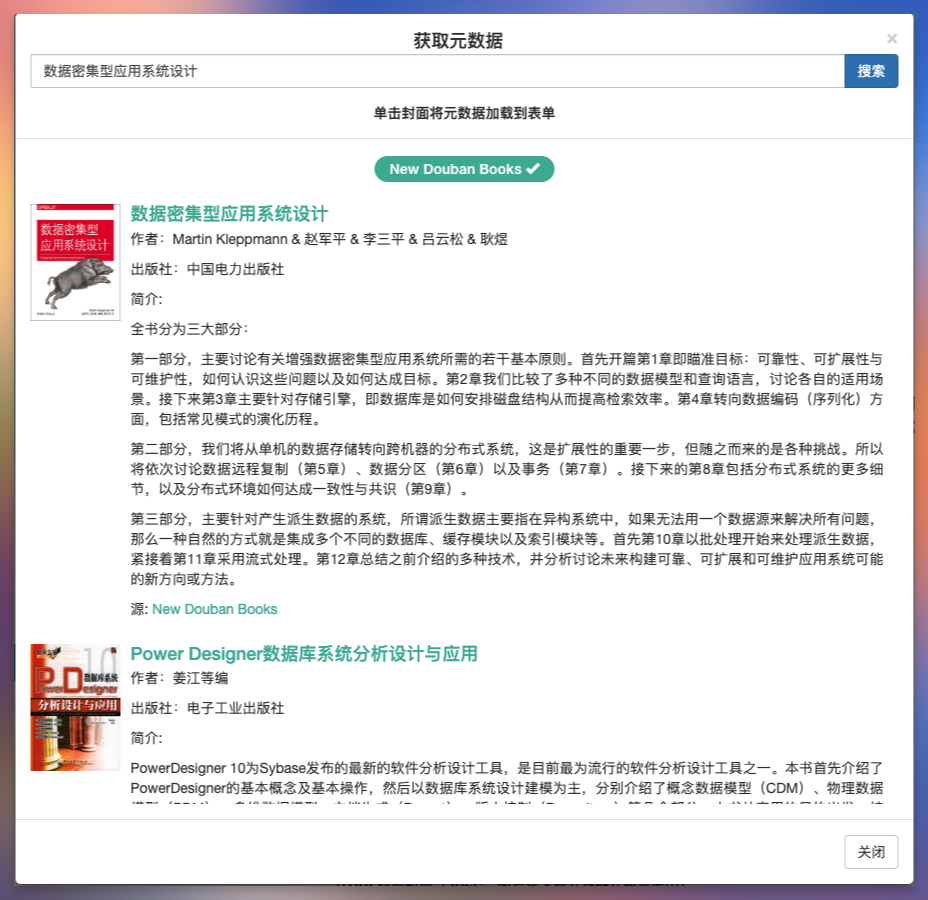 获取元数据
×
数据密集型应用系统设计
搜索
单击封面将元数据加载到表单
New Douban Books ✔
数据密集型
应用系统设计
数据密集型应用系统设计
作者：Martin Kleppmann & 赵军平 & 李三平 & 吕云松 & 耿煜
出版社：中国电力出版社
简介:
全书分为三大部分：
第一部分，主要讨论有关增强数据密集型应用系统所需的若干基本原则。首先开篇第1章即瞄准目标：可靠性、可扩展性与
可维护性，如何认识这些问题以及如何达成目标。第2章我们比较了多种不同的数据模型和查询语言，讨论各自的适用场
景。接下来第3章主要针对存储引擎，即数据库是如何安排磁盘结构从而提高检索效率。第4章转向数据编码（序列化）方
面，包括常见模式的演化历程。
第二部分，我们将从单机的数据存储转向跨机器的分布式系统，这是扩展性的重要一步，但随之而来的是各种挑战。所以
将依次讨论数据远程复制（第5章）、数据分区（第6章）以及事务（第7章）。接下来的第8章包括分布式系统的更多细
节，以及分布式环境如何达成一致性与共识（第9章）。
第三部分，主要针对产生派生数据的系统，所谓派生数据主要指在异构系统中，如果无法用一个数据源来解决所有问题，
那么一种自然的方式就是集成多个不同的数据库、缓存模块以及索引模块等。首先第10章以批处理开始来处理派生数据，
紧接着第11章采用流式处理。第12章总结之前介绍的多种技术，并分析讨论未来构建可靠、可扩展和可维护应用系统可能
的新方向或方法。
源: New Douban Books
10
数据库系统
PowerDesigner
分析设计与应用
Power Designer数据库系统分析设计与应用
作者：姜江等编
出版社：电子工业出版社
简介:
PowerDesigner 10为Sybase发布的最新的软件分析设计工具，是目前最为流行的软件分析设计工具之一。本书首先介绍了
PowerDesigner的基本概念及基本操作，然后以数据库系统设计建模为主，分别介绍了概念数据模型（CDM）、物理数据
关闭